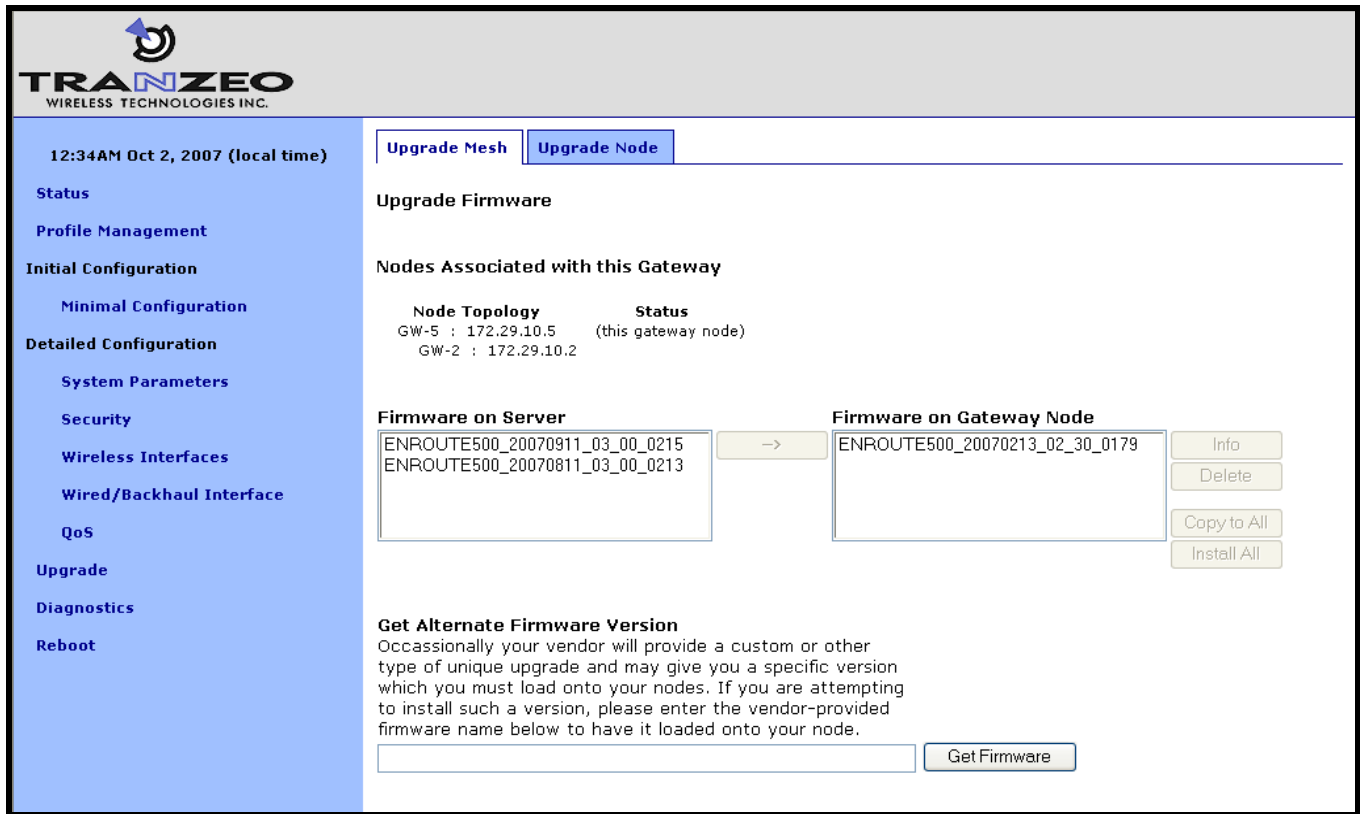 TRANZEO
WIRELESS TECHNOLOGIES INC.
12:34AM Oct 2, 2007 (local time)
Status
Profile Management
Initial Configuration
Minimal Configuration
Detailed Configuration
System Parameters
Security
Wireless Interfaces
Wired/Backhaul Interface
QoS
Upgrade
Diagnostics
Reboot
Upgrade Mesh Upgrade Node
Upgrade Firmware
Nodes Associated with this Gateway
Node Topology Status
GW-5 : 172.29.10.5 (this gateway node)
GW-2 : 172.29.10.2
Firmware on Server
ENROUTE500_20070911_03_00_0215
ENROUTE500_20070811_03_00_0213
-->
Firmware on Gateway Node
ENROUTE500_20070213_02_30_0179
Info
Delete
Copy to All
Install All
Get Alternate Firmware Version
Occassionally your vendor will provide a custom or other
type of unique upgrade and may give you a specific version
which you must load onto your nodes. If you are attempting
to install such a version, please enter the vendor-provided
firmware name below to have it loaded onto your node.
Get Firmware